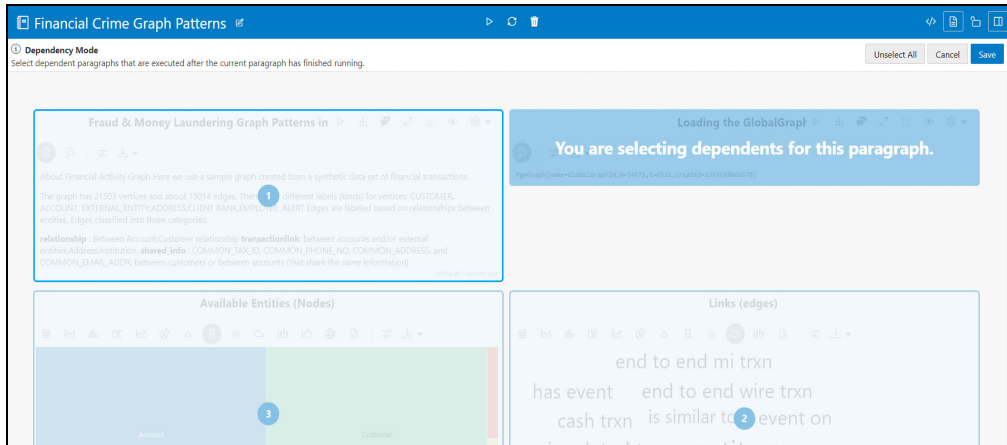 Financial Crime Graph Patterns
Dependency Mode
Select dependent paragraphs that are executed after the current paragraph has finished running.
Unselect All
Cancel
Save
Fraud & Money Laundering Graph Patterns in
About Financial Activity Graph Here we use a sample graph created from a synthetic data set of financial transactions.
The graph has 21503 vertices and about 15014 edges. There different labels (kinds) for vertices: CUSTOMER,
ACCOUNT, EXTERNAL_ENTITY,ADDRESS,CLIENT BANK,EMPLOYEE, ALERT Edges are labeled based on relationships between
entities. Edges classified into three categories:
relationship : Between Account,Customer relationship transactionlink: between accounts and/or external
entities,Address,Institution. shared_info : COMMON_TAX_ID, COMMON_PHONE_NO, COMMON_ADDRESS, and
COMMON_EMAIL_ADDR: between customers or between accounts (that share the same information)
1
Loading the GlobalGraph
You are selecting dependents for this paragraph.
Available Entities (Nodes)
Account
Customer
3
Links (edges)
end to end mi trxn
has event
end to end wire trxn
cash trxn
is similar to
event on
2